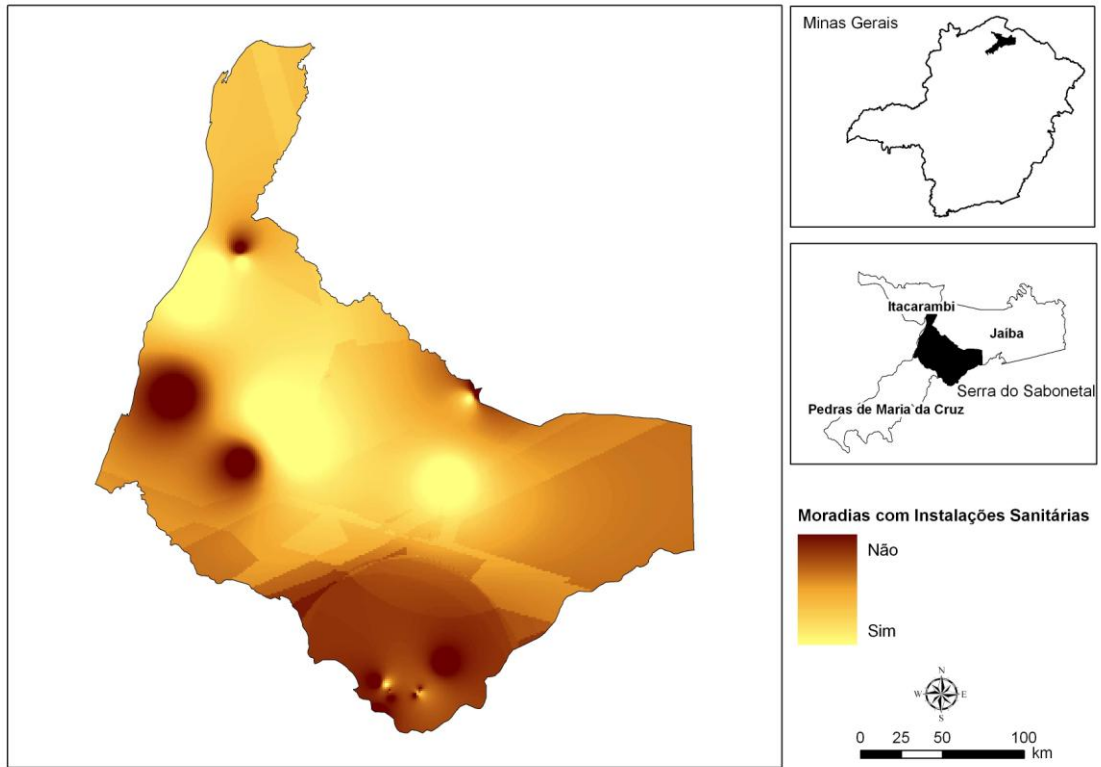 Minas Gerais
Itacarambi
Jaíba
Serra do Sabonetal
Pedras de Maria da Cruz
Moradias com Instalações Sanitárias
Não
Sim
N
W E
S
0 25 50 100
km